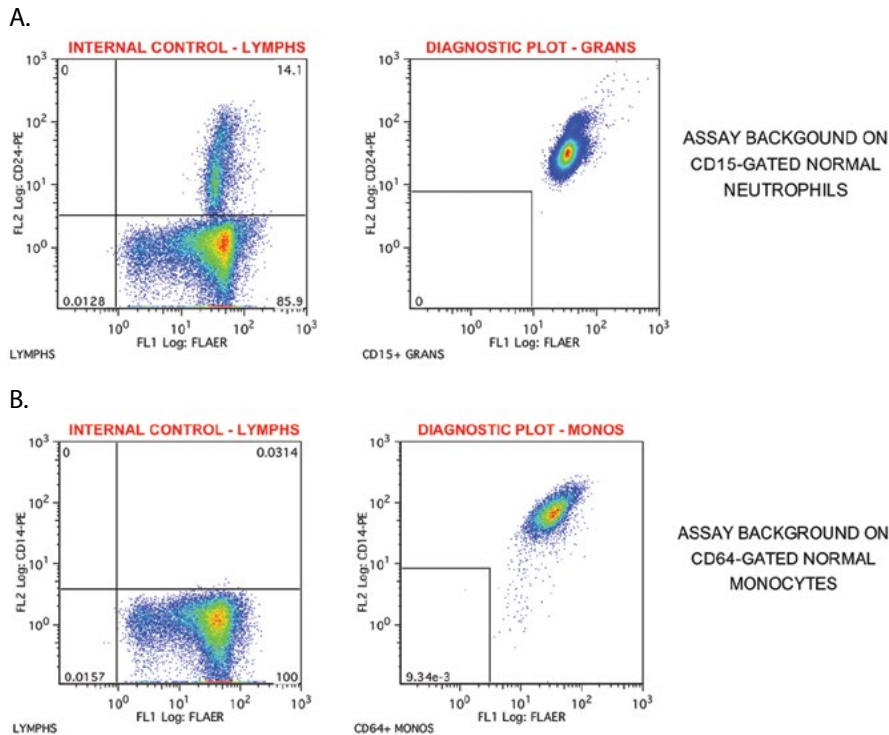 A.
INTERNAL CONTROL - LYMPHS
0 14.1
10³
10²
10¹
10⁰
FL2 Log: CD24-PE
0.0128 85.9
10⁰ 10¹ 10² 10³
FL1 Log: FLAER
LYMPHS
DIAGNOSTIC PLOT - GRANS
10³
10²
10¹
10⁰
FL2 Log: CD24-PE
0
10⁰ 10¹ 10² 10³
FL1 Log: FLAER
CD15+ GRANS
ASSAY BACKGOUND ON
CD15-GATED NORMAL
NEUTROPHILS
B.
INTERNAL CONTROL - LYMPHS
0 0.0314
10³
10²
10¹
10⁰
FL2 Log: CD14-PE
0.0157 100
10⁰ 10¹ 10² 10³
FL1 Log: FLAER
LYMPHS
DIAGNOSTIC PLOT - MONOS
10³
10²
10¹
10⁰
FL2 Log: CD14-PE
9.34e-3
10⁰ 10¹ 10² 10³
FL1 Log: FLAER
CD64+ MONOS
ASSAY BACKGROUND ON
CD64-GATED NORMAL
MONOCYTES